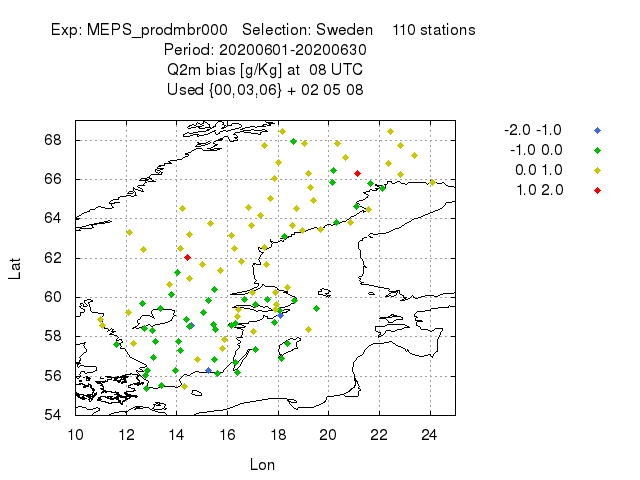 Exp: MEPS_prodmbr000 Selection: Sweden 110 stations
Period: 20200601-20200630
Q2m bias [g/Kg] at 08 UTC
Used {00,03,06} + 02 05 08
-2.0 -1.0
-1.0 0.0
0.0 1.0
1.0 2.0
68
66
64
62
60
58
56
54
Lat
10 12 14 16 18 20 22 24
Lon